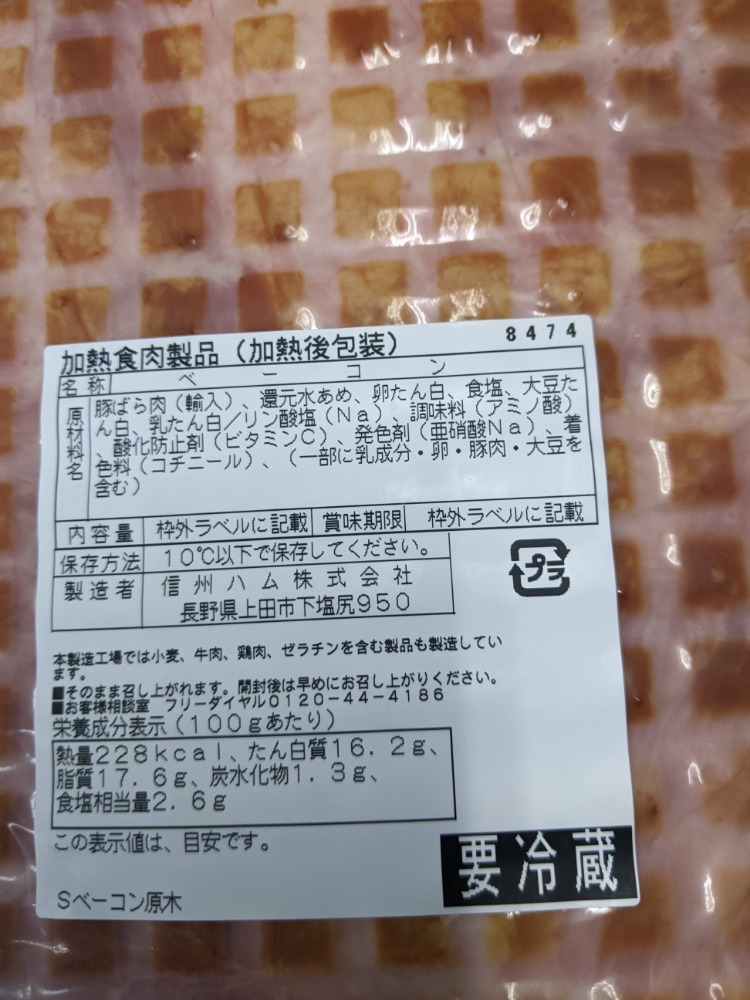 8474
加熱食肉製品（加熱後包装）
名称 ベーコン
原材料名 豚ばら肉（輸入）、還元水あめ、卵たん白、食塩、大豆た
ん白、乳たん白／リン酸塩（Na）、調味料（アミノ酸）
、酸化防止剤（ビタミンC）、発色剤（亜硝酸Na）、着
色料（コチニール）、（一部に乳成分・卵・豚肉・大豆を
含む）
内容量 枠外ラベルに記載 賞味期限 枠外ラベルに記載
保存方法 10℃以下で保存してください。
製造者 信州ハム株式会社
長野県上田市下塩尻950
プラ
本製造工場では小麦、牛肉、鶏肉、ゼラチンを含む製品も製造してい
ます。
■そのまま召し上がれます。開封後は早めにお召し上がりください。
■お客様相談室 フリーダイヤル0120-44-4186
栄養成分表示（100gあたり）
熱量228kcal、たん白質16.2g、
脂質17.6g、炭水化物1.3g、
食塩相当量2.6g
この表示値は、目安です。
要冷蔵
Sベーコン原木